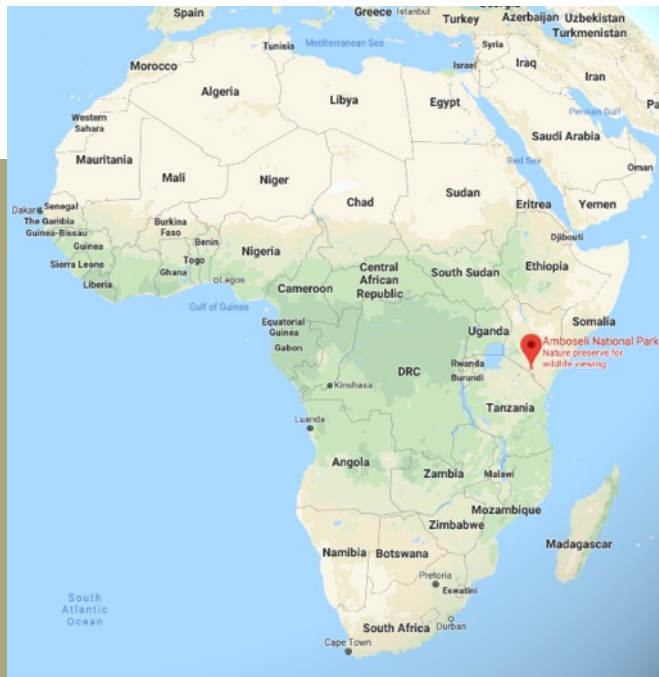 Spain
Greece
Istanbul
Turkey
Georgia
Azerbaijan
Uzbekistan
Turkmenistan
Tunisia
Mediterranean Sea
Syria
Morocco
Israel
Iraq
Iran
Algeria
Libya
Egypt
Persian Gulf
Pa
Western
Sahara
Saudi Arabia
Mauritania
Red Sea
Oman
Mali
Niger
Chad
Sudan
Eritrea
Yemen
Dakar
Senegal
The Gambia
Guinea-Bissau
Burkina
Faso
Djibouti
Guinea
Benin
Nigeria
Sierra Leone
Togo
Ghana
Liberia
Lagos
Cameroon
Central
African
Republic
South Sudan
Ethiopia
Gulf of Guinea
Somalia
Equatorial
Guinea
Gabon
Uganda
Amboseli National Park
Nature preserve for
wildlife viewing
DRC
Rwanda
Burundi
Kinshasa
Tanzania
Luanda
Angola
Zambia
Malawi
Mozambique
Zimbabwe
Madagascar
Namibia
Botswana
Pretoria
Eswatini
South
Atlantic
Ocean
South Africa
Durban
Cape Town